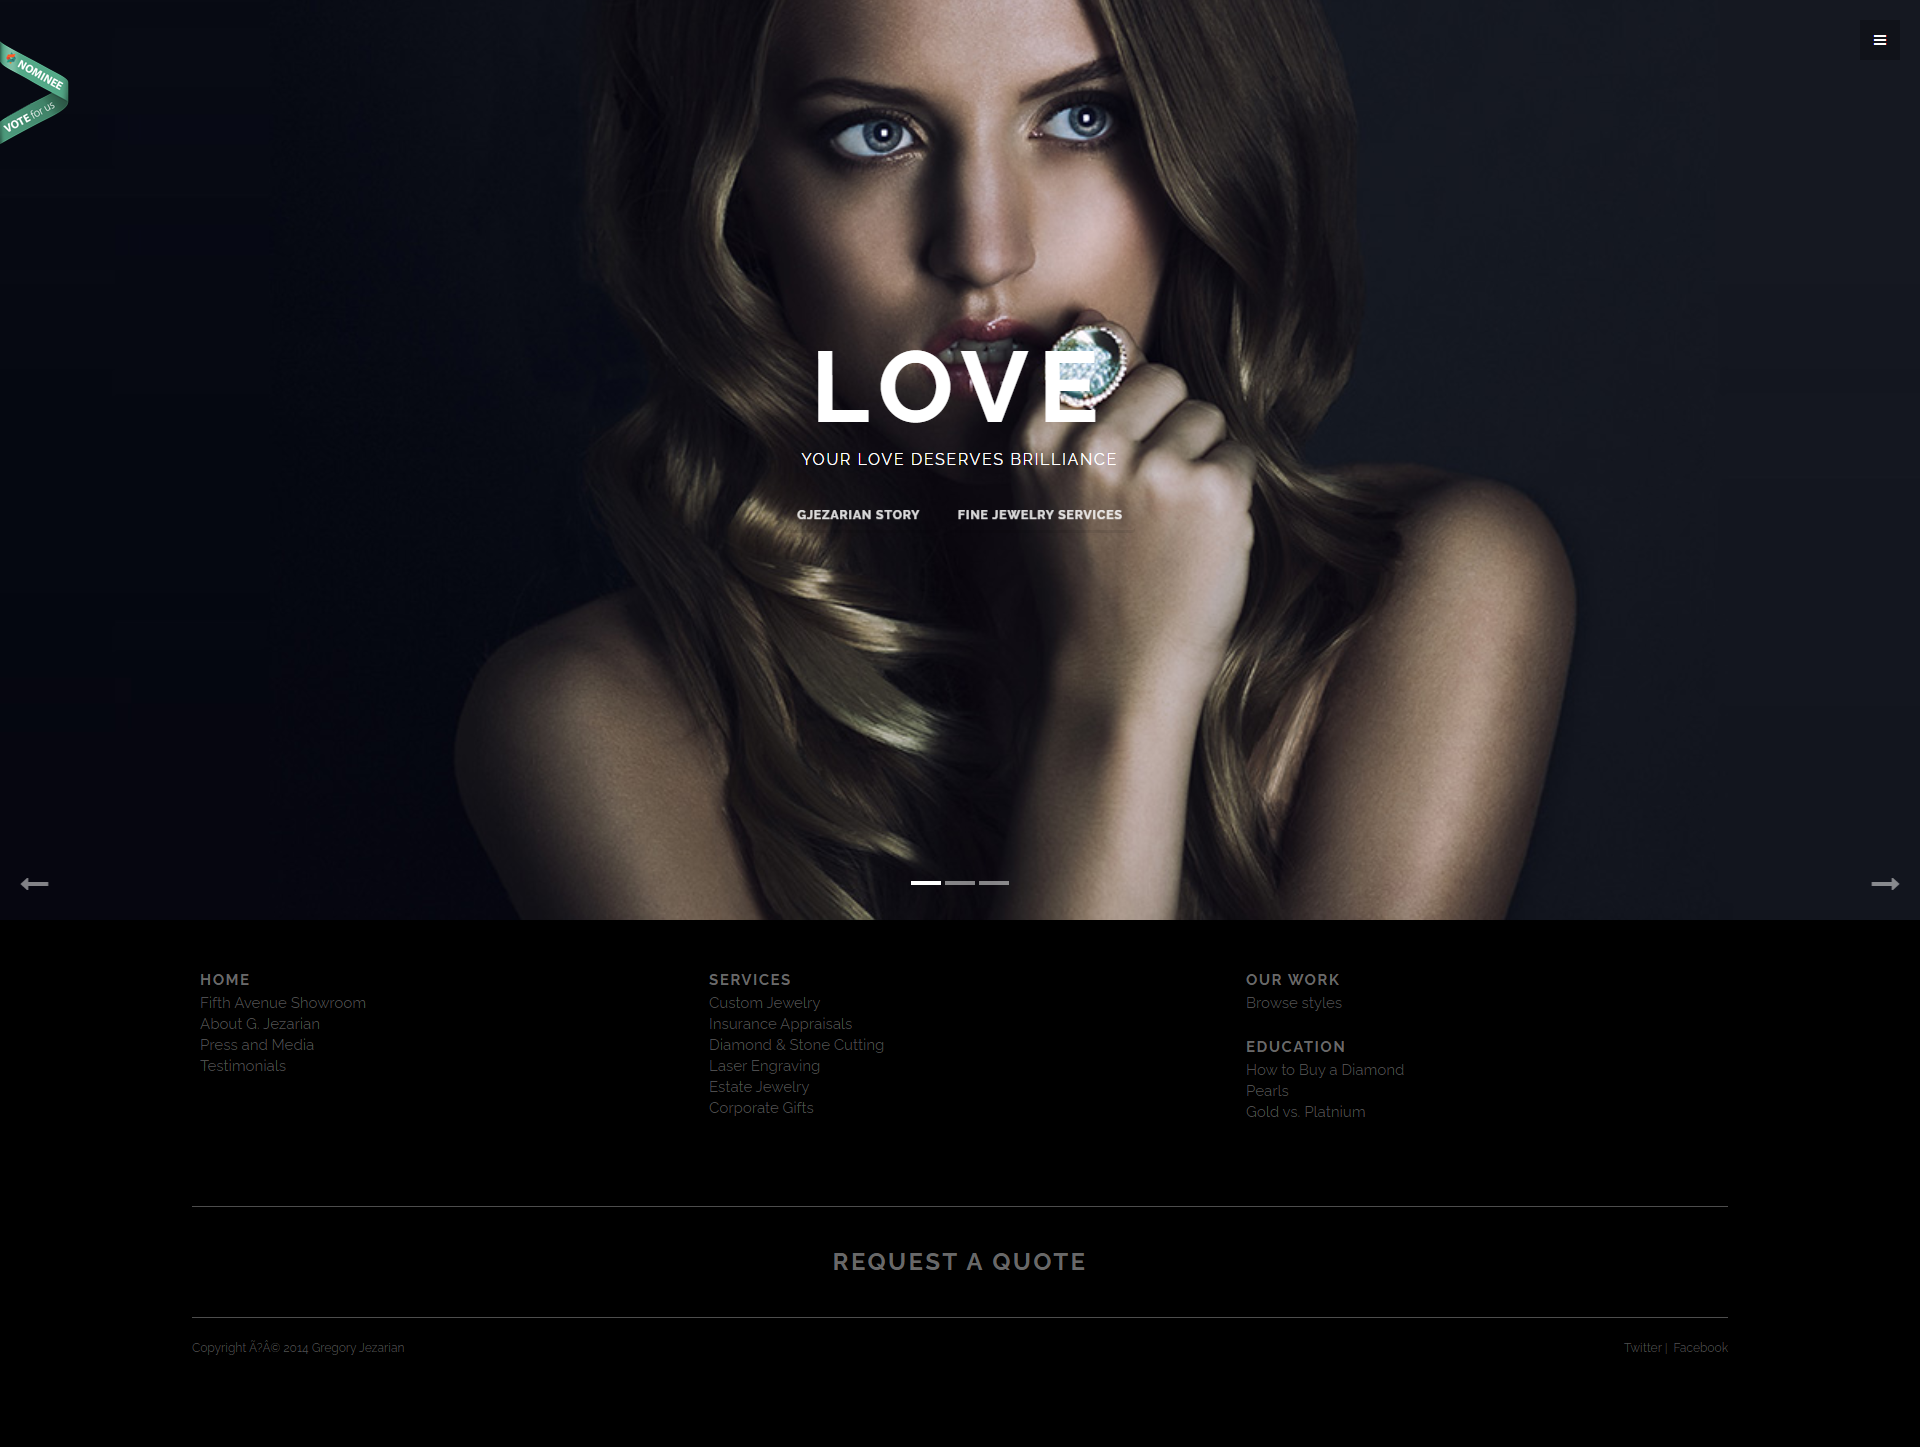 NOMINEE
VOTE for us
LOVE
YOUR LOVE DESERVES BRILLIANCE
GJEZARIAN STORY FINE JEWELRY SERVICES
HOME
Fifth Avenue Showroom
About G. Jezarian
Press and Media
Testimonials
SERVICES
Custom Jewelry
Insurance Appraisals
Diamond & Stone Cutting
Laser Engraving
Estate Jewelry
Corporate Gifts
OUR WORK
Browse styles
EDUCATION
How to Buy a Diamond
Pearls
Gold vs. Platnium
REQUEST A QUOTE
Copyright Ã?Â© 2014 Gregory Jezarian
Twitter | Facebook